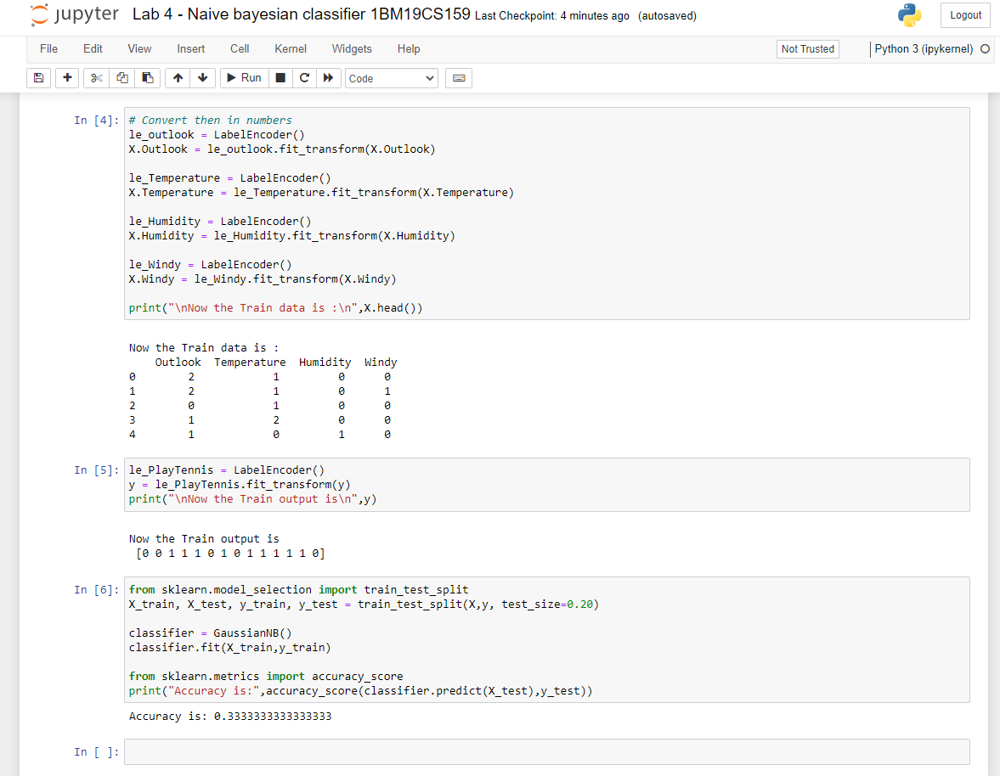 jupyter Lab 4 - Naive bayesian classifier 1BM19CS159 Last Checkpoint: 4 minutes ago (autosaved) Logout
File Edit View Insert Cell Kernel Widgets Help Not Trusted Python 3 (ipykernel)
Run Code
In [4]: # Convert then in numbers
le_outlook = LabelEncoder()
X.Outlook = le_outlook.fit_transform(X.Outlook)
le_Temperature = LabelEncoder()
X.Temperature = le_Temperature.fit_transform(X.Temperature)
le_Humidity = LabelEncoder()
X.Humidity = le_Humidity.fit_transform(X.Humidity)
le_Windy = LabelEncoder()
X.Windy = le_Windy.fit_transform(X.Windy)
print("\nNow the Train data is :\n",X.head())
Now the Train data is :
Outlook Temperature Humidity Windy
0 2 1 0 0
1 2 1 0 1
2 0 1 0 0
3 1 2 0 0
4 1 0 1 0
In [5]: le_PlayTennis = LabelEncoder()
y = le_PlayTennis.fit_transform(y)
print("\nNow the Train output is\n",y)
Now the Train output is
[0 0 1 1 1 0 1 0 1 1 1 1 1 0]
In [6]: from sklearn.model_selection import train_test_split
X_train, X_test, y_train, y_test = train_test_split(X,y, test_size=0.20)
classifier = GaussianNB()
classifier.fit(X_train,y_train)
from sklearn.metrics import accuracy_score
print("Accuracy is:",accuracy_score(classifier.predict(X_test),y_test))
Accuracy is: 0.3333333333333333
In [ ]: